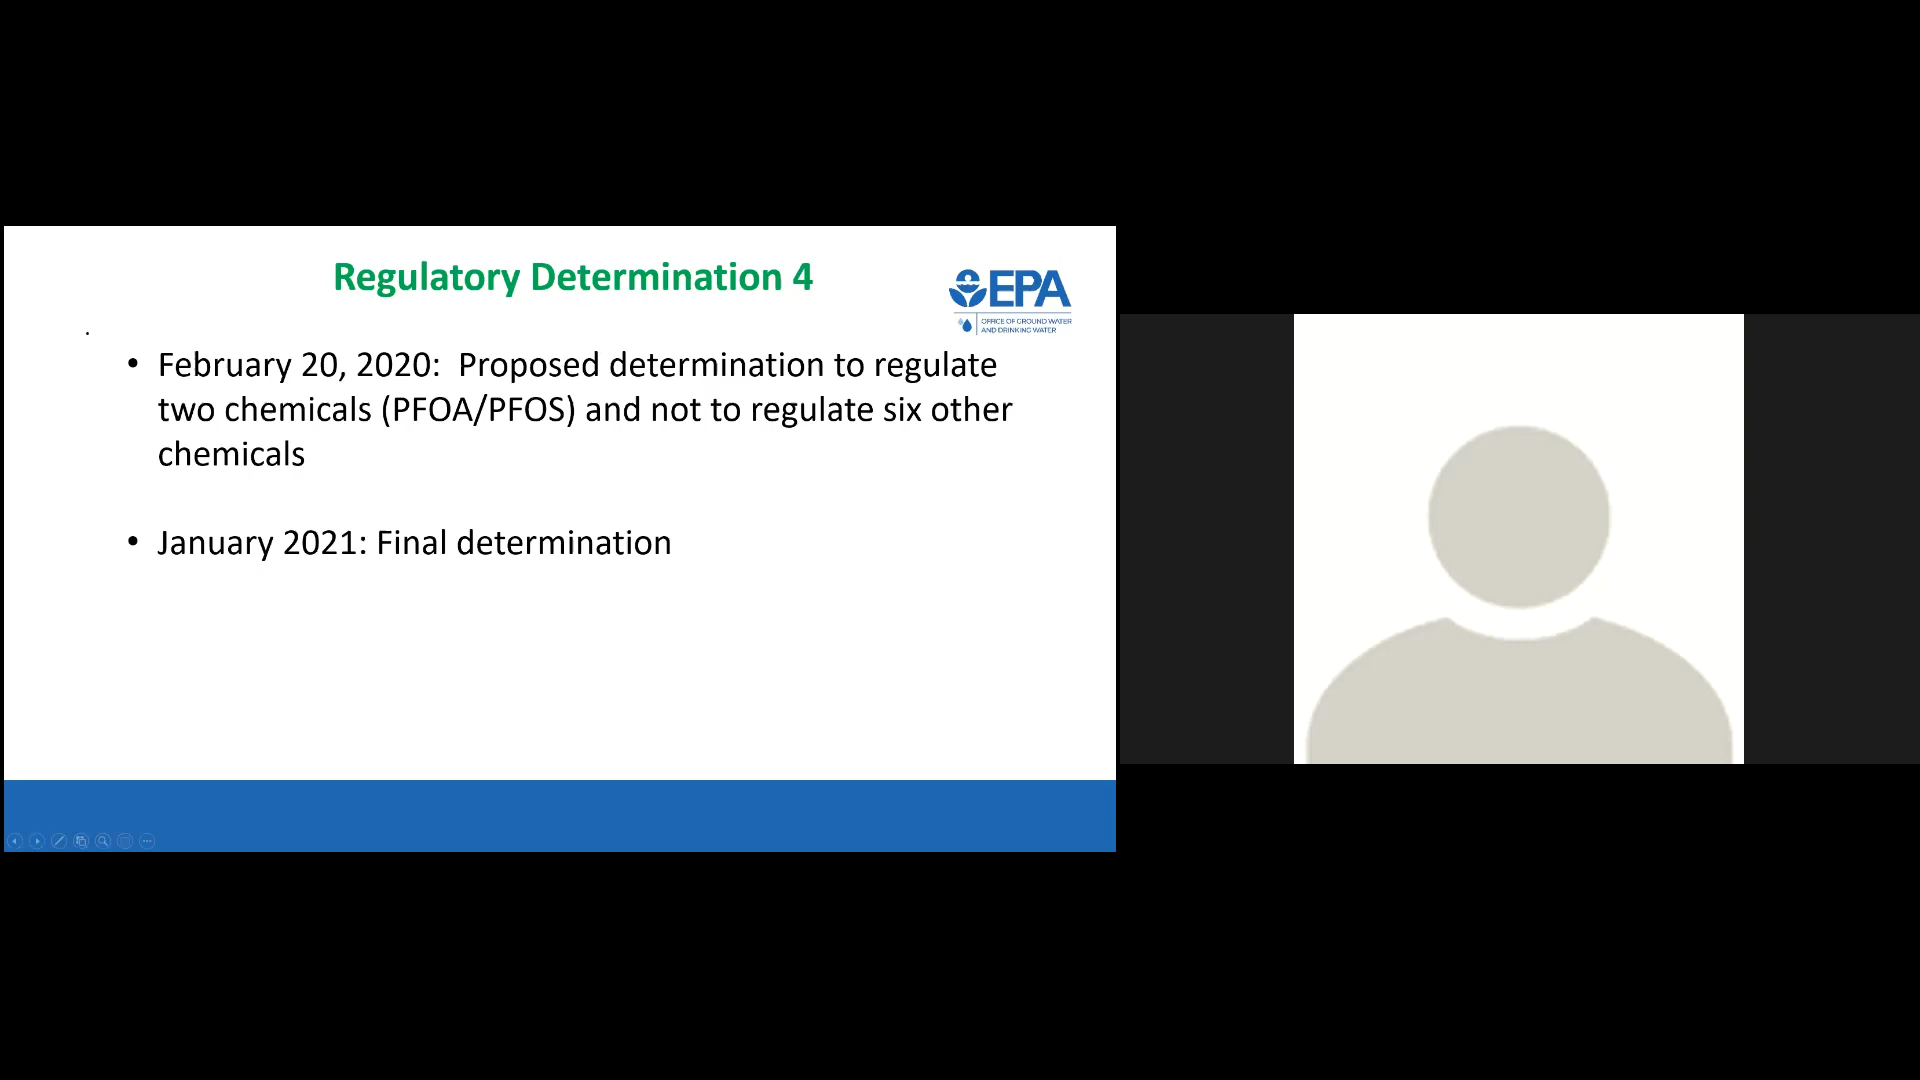 Regulatory Determination 4
EPA
OFFICE OF GROUND WATER
AND DRINKING WATER
.
• February 20, 2020:  Proposed determination to regulate
two chemicals (PFOA/PFOS) and not to regulate six other
chemicals
• January 2021: Final determination